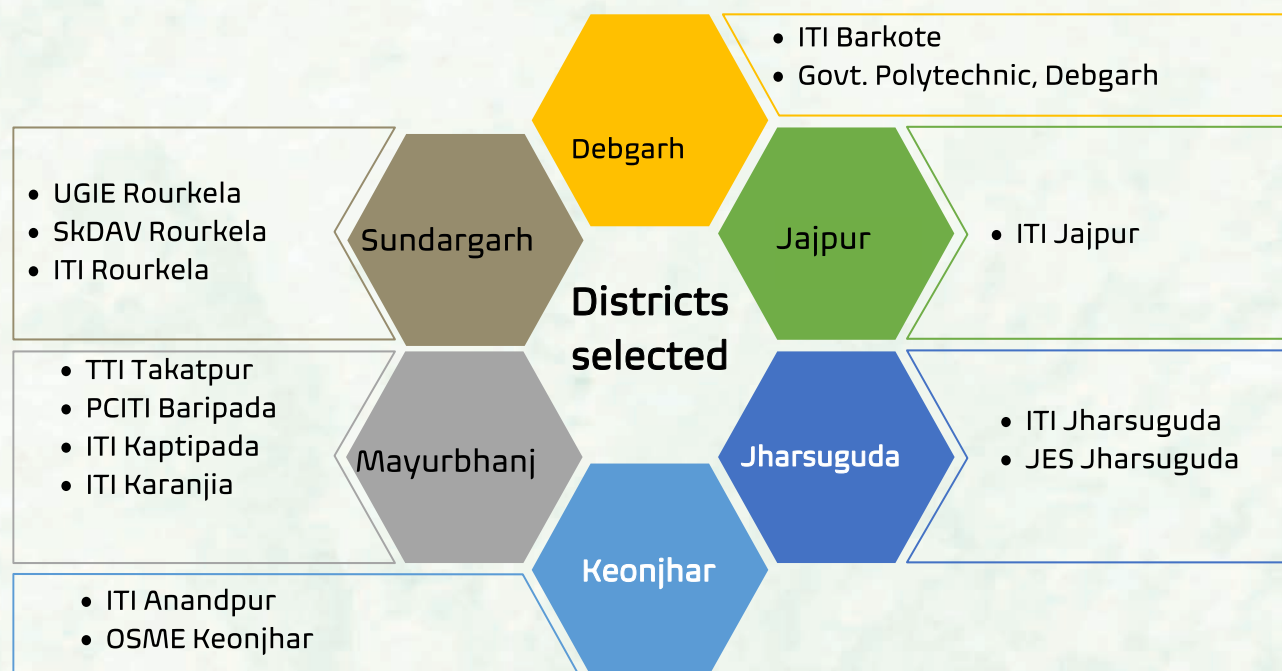 • ITI Barkote
• Govt. Polytechnic, Debgarh
Debgarh
• UGIE Rourkela
• SkDAV Rourkela
• ITI Rourkela
Sundargarh
Jajpur
• ITI Jajpur
Districts
selected
• TTI Takatpur
• PCITI Baripada
• ITI Kaptipada
• ITI Karanjia
Mayurbhanj
Jharsuguda
• ITI Jharsuguda
• JES Jharsuguda
Keonjhar
• ITI Anandpur
• OSME Keonjhar